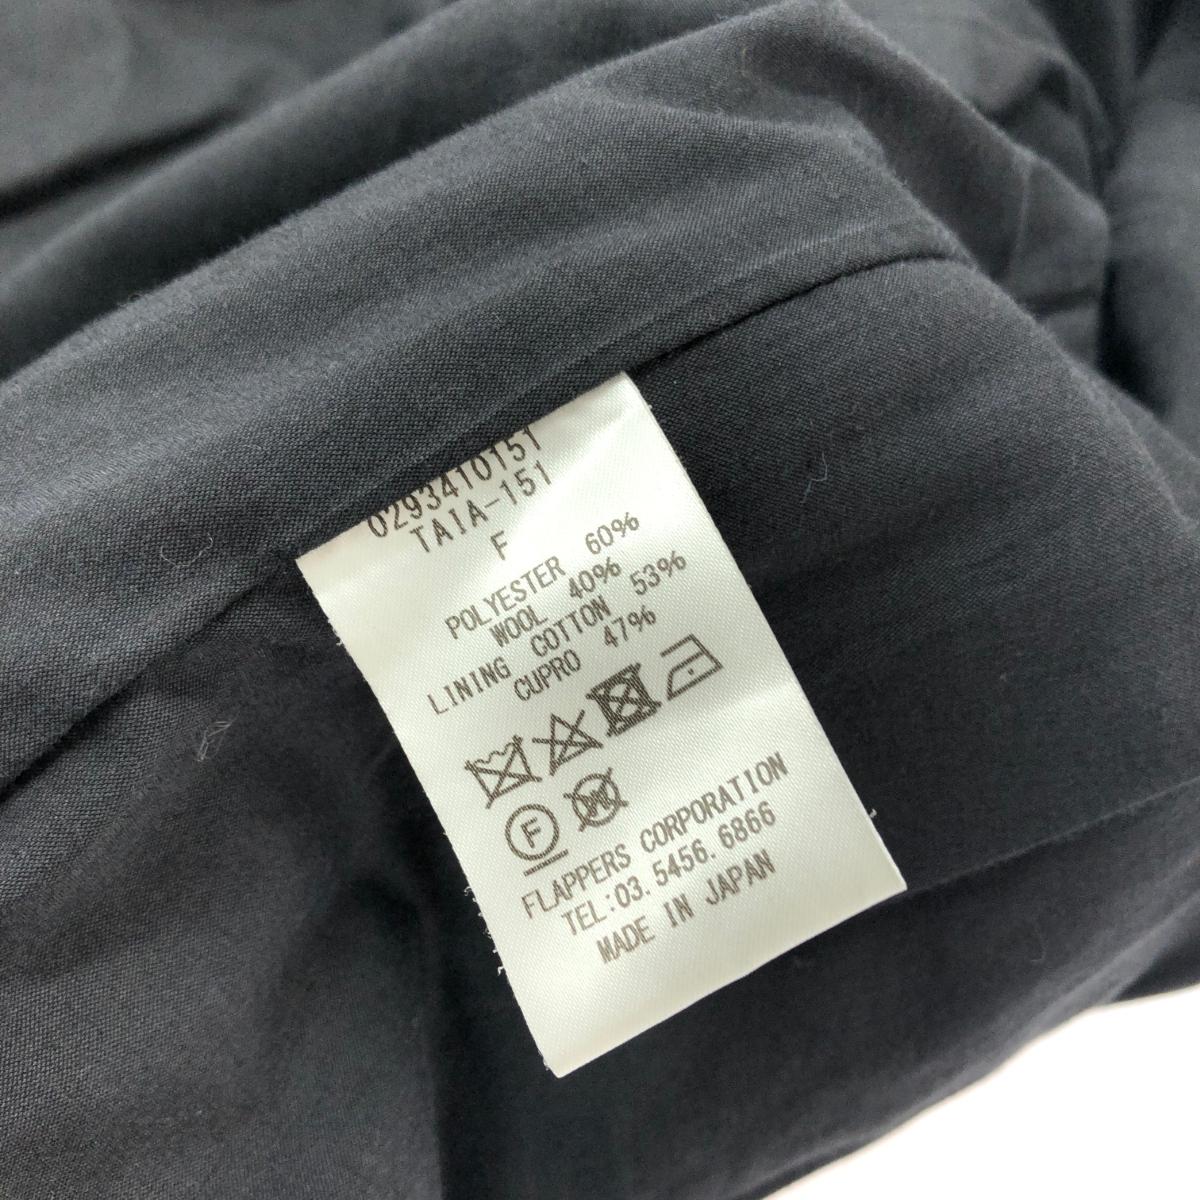 0293410151
TAIA-151
F
POLYESTER 60%
WOOL 40%
LINING COTTON 53%
CUPRO 47%
F W
FLAPPERS CORPORATION
TEL:03.5456.6866
MADE IN JAPAN